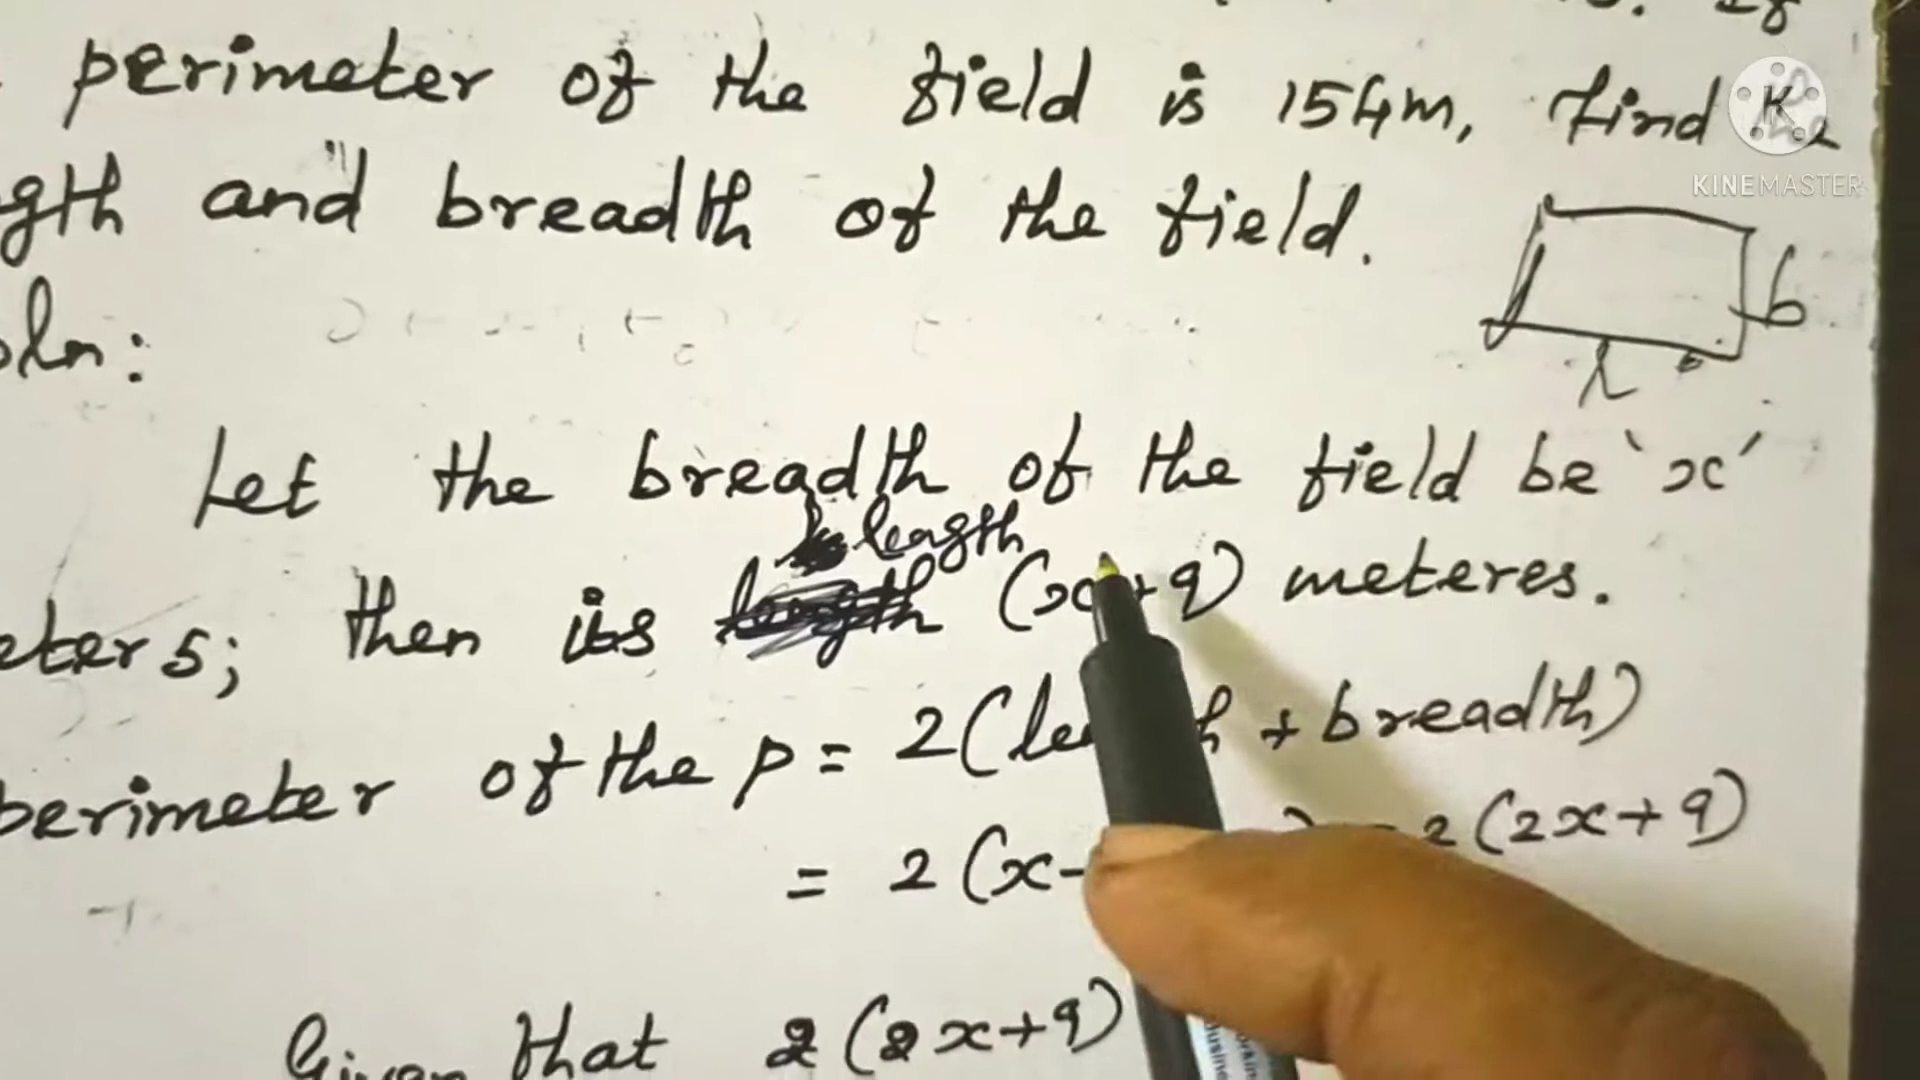 perimeter of the field is 154m, find
KINEMASTER
gth and breadth of the field.
b
oln:
l
Let the breadth of the field be 'x'
length
eters; then its length (x+9) meteres.
perimeter of the p = 2(le h + breadth)
= 2(x- ) = 2(2x+9)
Given that 2(2x+9)